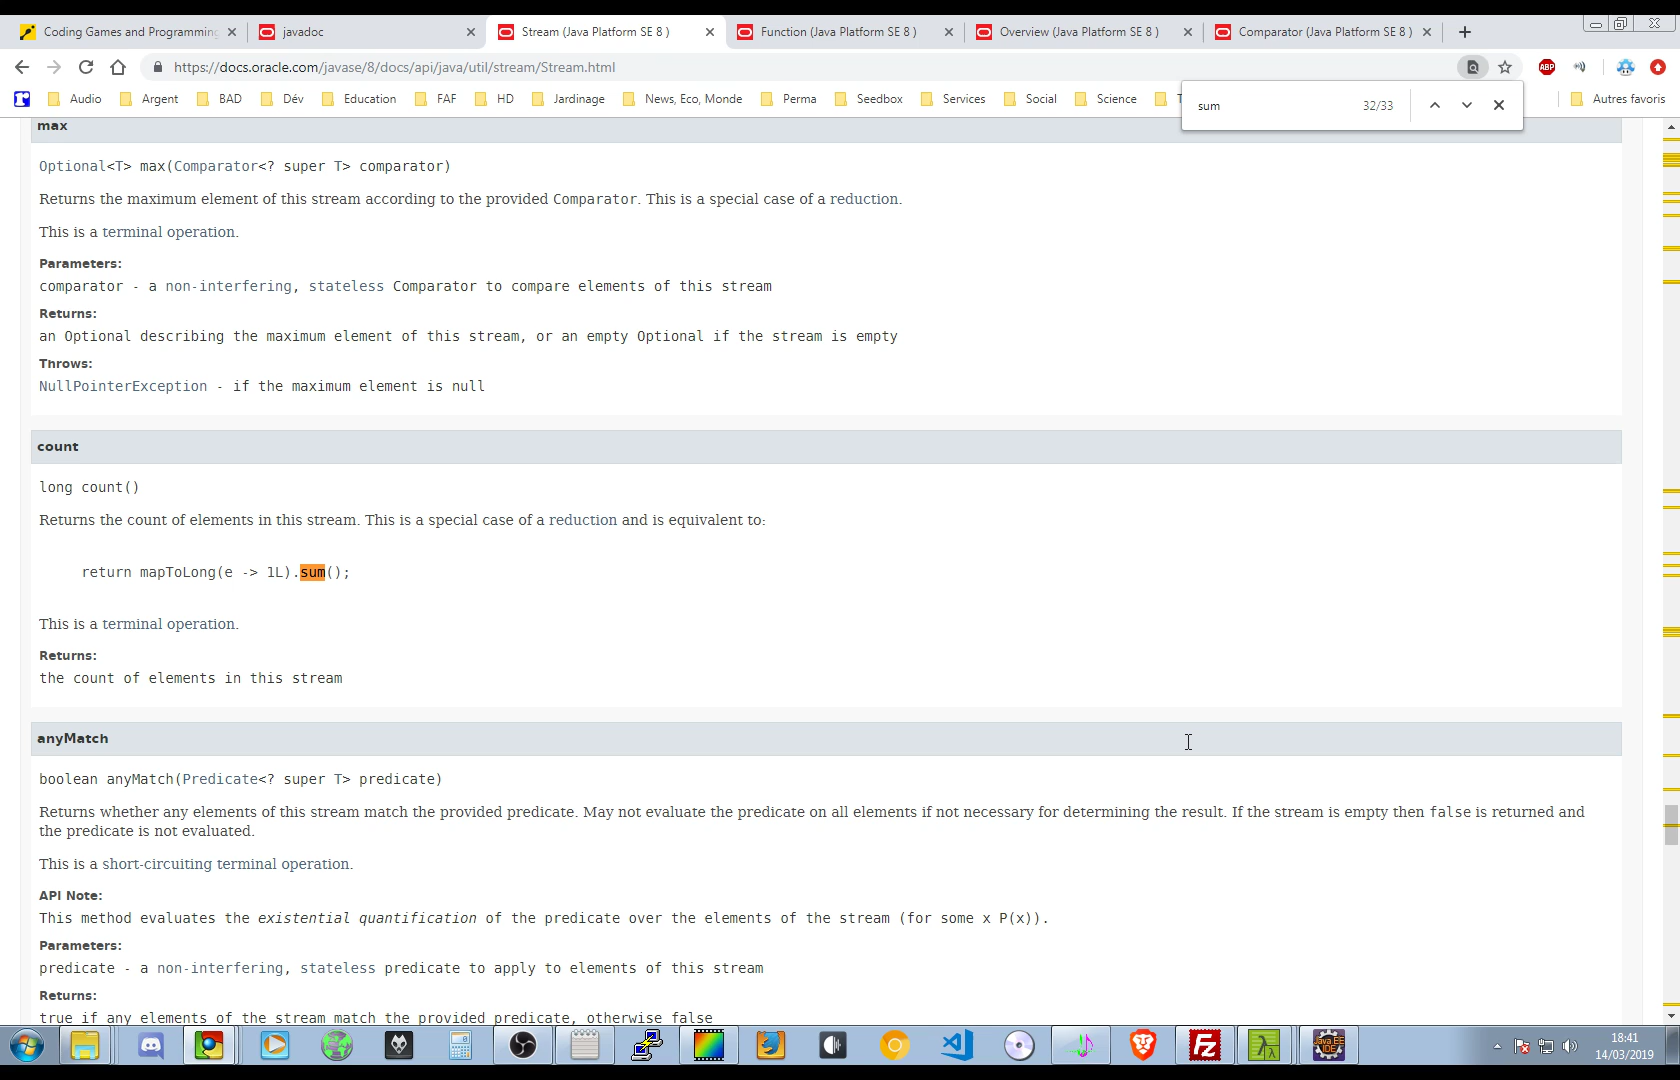 Coding Games and Programming
javadoc
Stream (Java Platform SE 8 )
Function (Java Platform SE 8 )
Overview (Java Platform SE 8 )
Comparator (Java Platform SE 8 )
https://docs.oracle.com/javase/8/docs/api/java/util/stream/Stream.html
ABP
Audio
Argent
BAD
Dév
Education
FAF
HD
Jardinage
News, Eco, Monde
Perma
Seedbox
Services
Social
Science
Autres favoris
sum
32/33
max
Optional<T> max(Comparator<? super T> comparator)
Returns the maximum element of this stream according to the provided Comparator. This is a special case of a reduction.
This is a terminal operation.
Parameters:
comparator - a non-interfering, stateless Comparator to compare elements of this stream
Returns:
an Optional describing the maximum element of this stream, or an empty Optional if the stream is empty
Throws:
NullPointerException - if the maximum element is null
count
long count()
Returns the count of elements in this stream. This is a special case of a reduction and is equivalent to:
return mapToLong(e -> 1L).sum();
This is a terminal operation.
Returns:
the count of elements in this stream
anyMatch
boolean anyMatch(Predicate<? super T> predicate)
Returns whether any elements of this stream match the provided predicate. May not evaluate the predicate on all elements if not necessary for determining the result. If the stream is empty then false is returned and
the predicate is not evaluated.
This is a short-circuiting terminal operation.
API Note:
This method evaluates the existential quantification of the predicate over the elements of the stream (for some x P(x)).
Parameters:
predicate - a non-interfering, stateless predicate to apply to elements of this stream
Returns:
true if any elements of the stream match the provided predicate, otherwise false
Fz
Java EE
IDE
18:41
14/03/2019